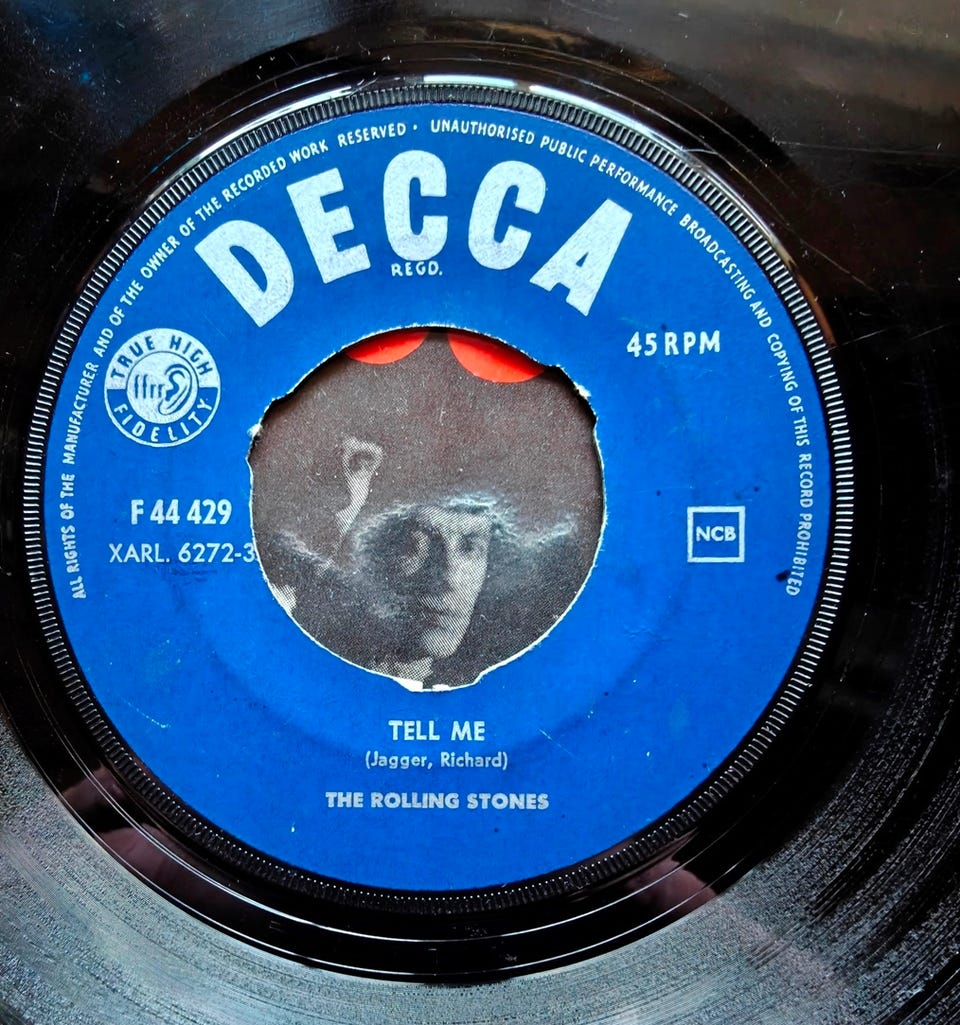 ALL RIGHTS OF THE MANUFACTURER AND OF THE OWNER OF THE RECORDED WORK RESERVED · UNAUTHORISED PUBLIC PERFORMANCE BROADCASTING AND COPYING OF THIS RECORD PROHIBITED
DECCA
REGD.
TRUE HIGH
ffrr
FIDELITY
45 RPM
F 44 429
XARL. 6272-3
NCB
TELL ME
(Jagger, Richard)
THE ROLLING STONES